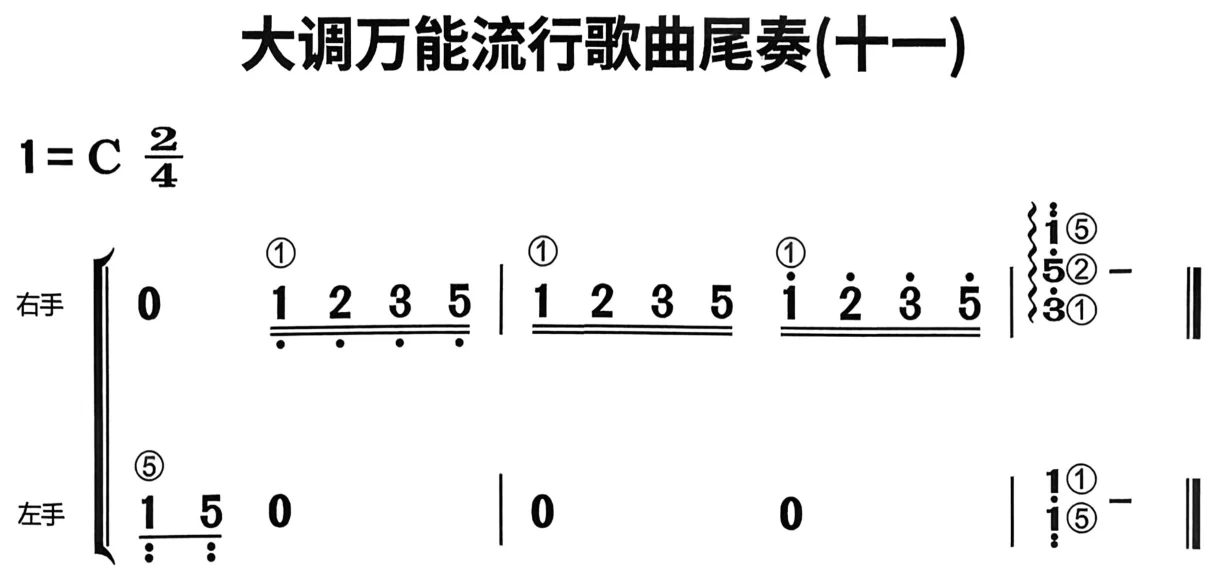 大调万能流行歌曲尾奏(十一)
1=C 2/4
① ① ① 1⑤
右手 0 1 2 3 5 | 1 2 3 5 1 2 3 5 | 5② –
3①
⑤ 1①
左手 1 5 0 | 0 0 | 1⑤ –